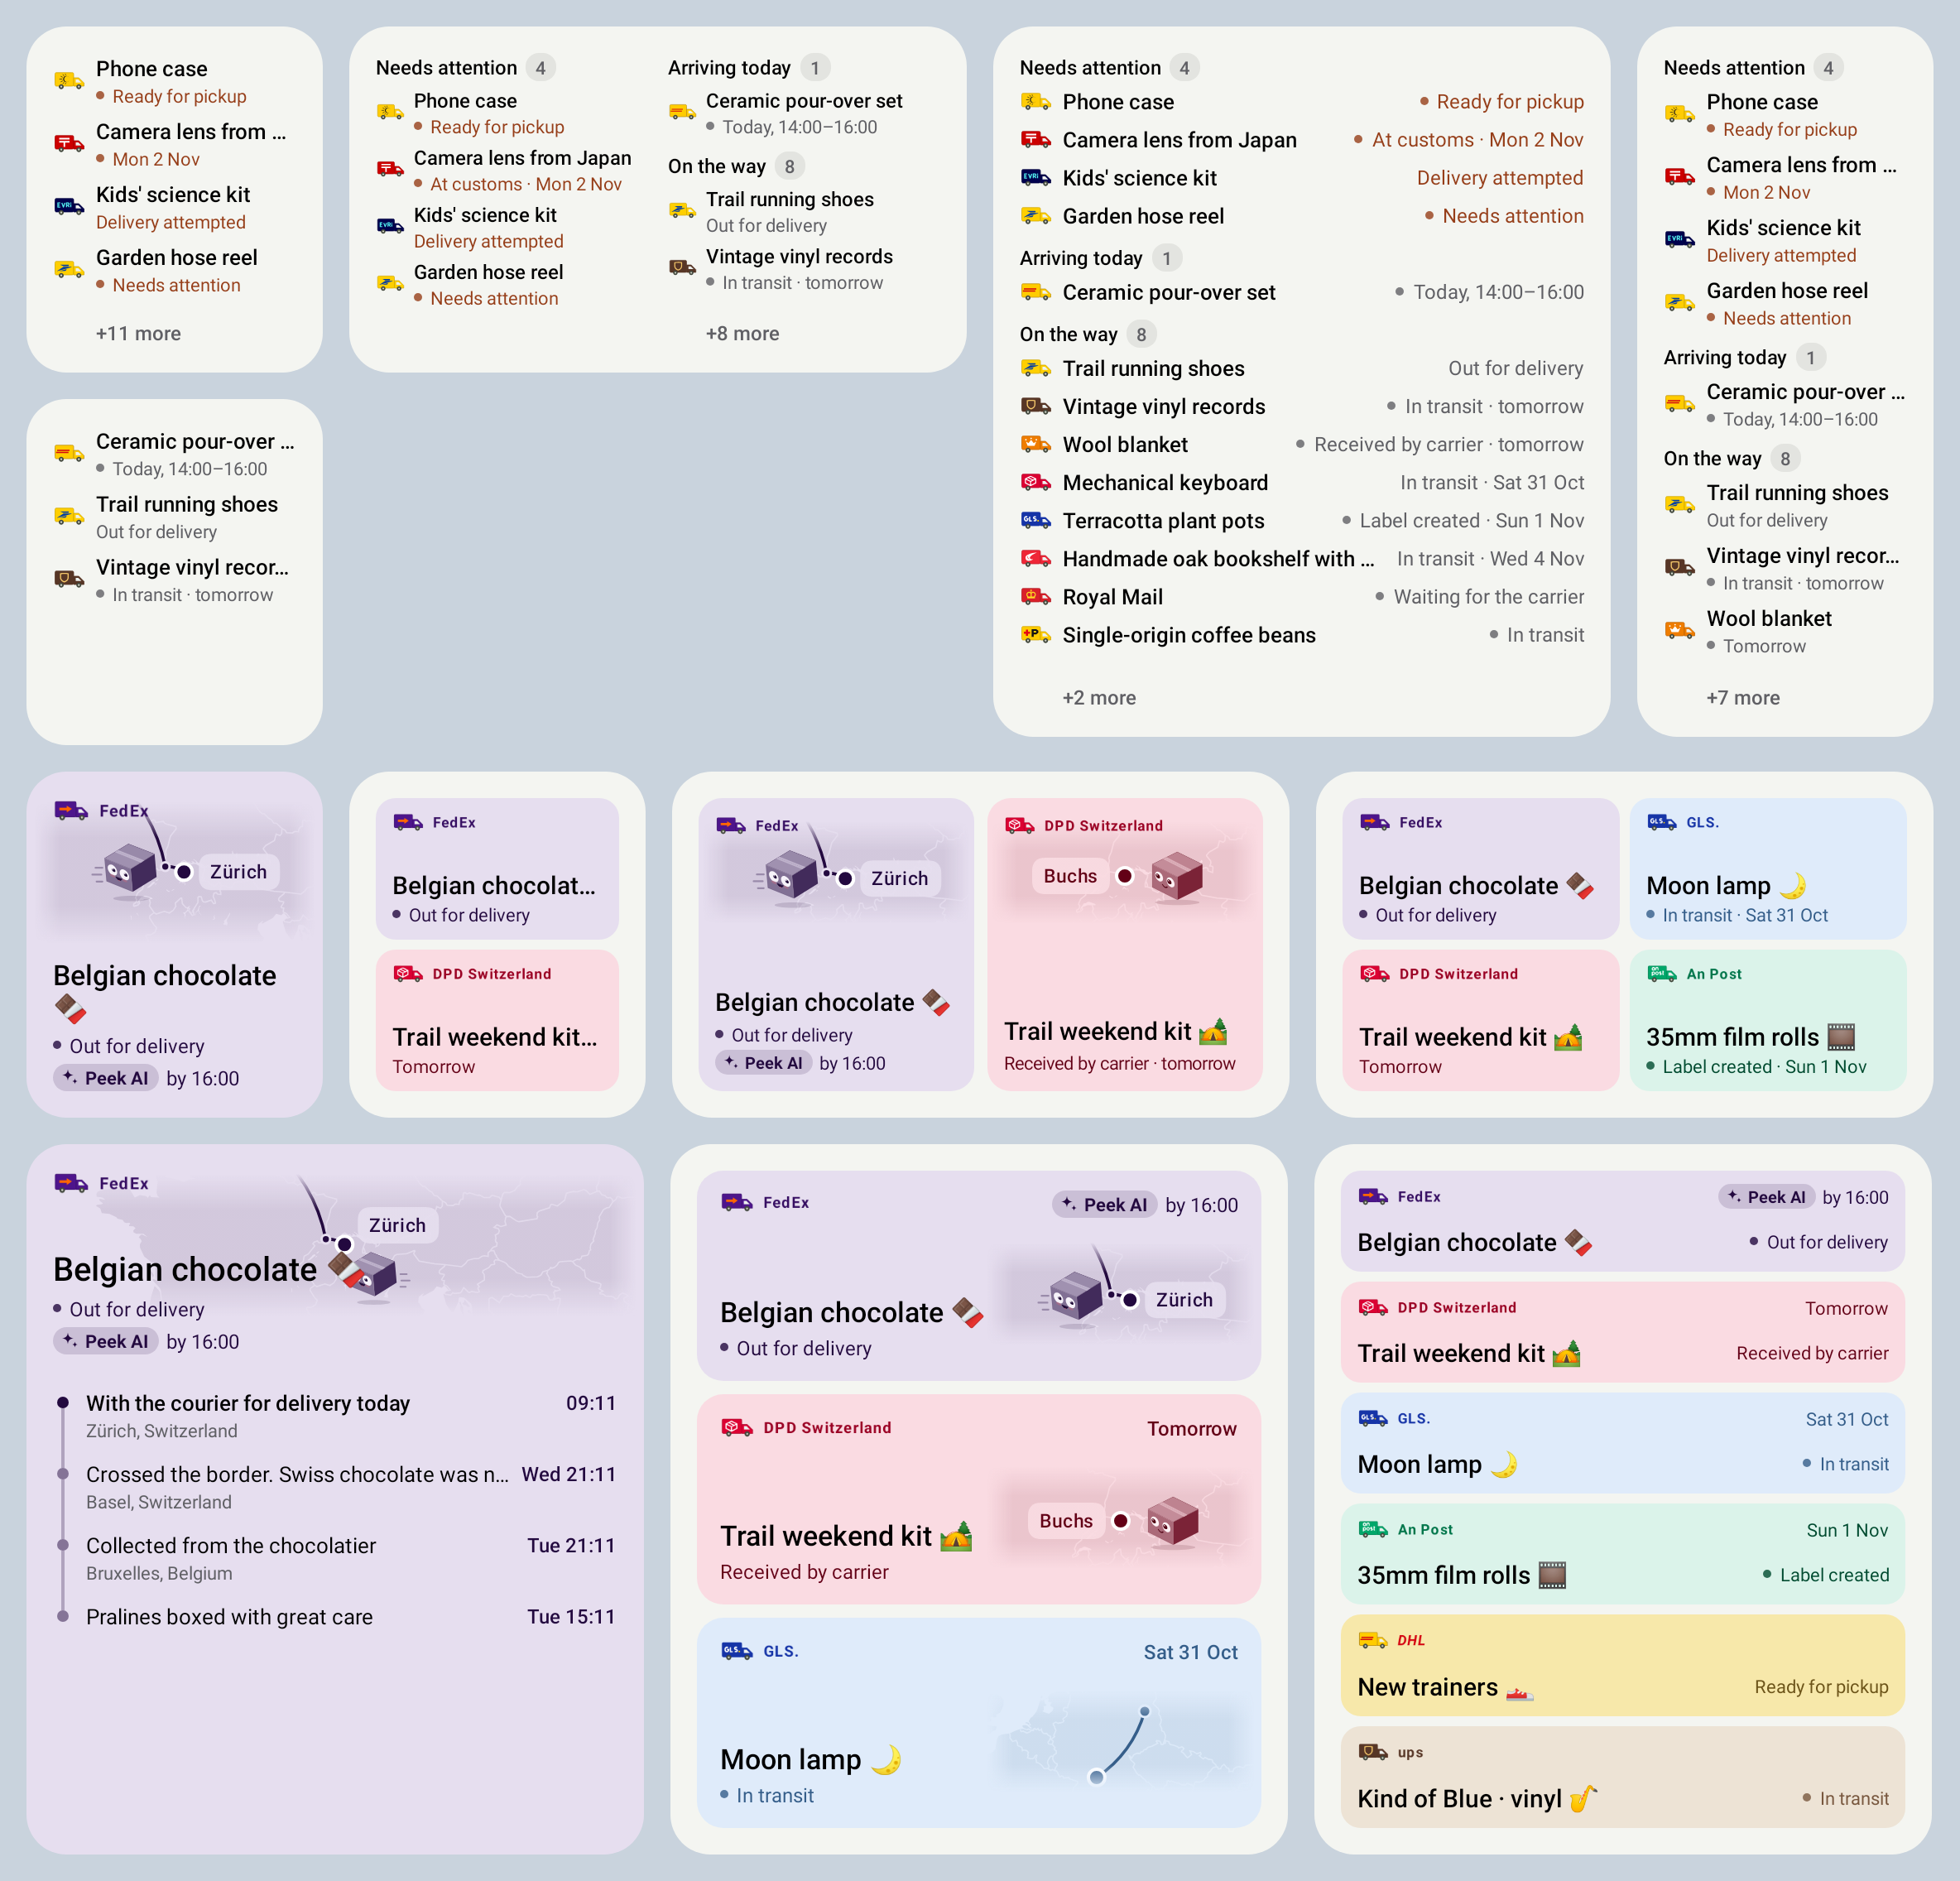 Phone case
Ready for pickup
Camera lens from ...
Mon 2 Nov
EVRi
Kids' science kit
Delivery attempted
Garden hose reel
Needs attention
+11 more
Needs attention 4
Phone case
Ready for pickup
Camera lens from Japan
At customs · Mon 2 Nov
EVRi
Kids' science kit
Delivery attempted
Garden hose reel
Needs attention
Arriving today 1
Ceramic pour-over set
Today, 14:00–16:00
On the way 8
Trail running shoes
Out for delivery
Vintage vinyl records
In transit · tomorrow
+8 more
Needs attention 4
Phone case Ready for pickup
Camera lens from Japan At customs · Mon 2 Nov
EVRi Kids' science kit Delivery attempted
Garden hose reel Needs attention
Arriving today 1
Ceramic pour-over set Today, 14:00–16:00
On the way 8
Trail running shoes Out for delivery
Vintage vinyl records In transit · tomorrow
Wool blanket Received by carrier · tomorrow
Mechanical keyboard In transit · Sat 31 Oct
GLS. Terracotta plant pots Label created · Sun 1 Nov
Handmade oak bookshelf with ... In transit · Wed 4 Nov
Royal Mail Waiting for the carrier
+P Single-origin coffee beans In transit
+2 more
Needs attention 4
Phone case
Ready for pickup
Camera lens from ...
Mon 2 Nov
EVRi
Kids' science kit
Delivery attempted
Garden hose reel
Needs attention
Arriving today 1
Ceramic pour-over ...
Today, 14:00–16:00
On the way 8
Trail running shoes
Out for delivery
Vintage vinyl recor...
In transit · tomorrow
Wool blanket
Tomorrow
+7 more
Ceramic pour-over ...
Today, 14:00–16:00
Trail running shoes
Out for delivery
Vintage vinyl recor...
In transit · tomorrow
FedEx
Zürich
Belgian chocolate
🍫
Out for delivery
Peek AI by 16:00
FedEx
Belgian chocolat...
Out for delivery
DPD Switzerland
Trail weekend kit...
Tomorrow
FedEx
Zürich
Belgian chocolate 🍫
Out for delivery
Peek AI by 16:00
DPD Switzerland
Buchs
Trail weekend kit 🏕️
Received by carrier · tomorrow
FedEx
Belgian chocolate 🍫
Out for delivery
GLS. GLS.
Moon lamp 🌙
In transit · Sat 31 Oct
DPD Switzerland
Trail weekend kit 🏕️
Tomorrow
an post An Post
35mm film rolls 🎞️
Label created · Sun 1 Nov
FedEx
Zürich
Belgian chocolate 🍫
Out for delivery
Peek AI by 16:00
With the courier for delivery today 09:11
Zürich, Switzerland
Crossed the border. Swiss chocolate was n... Wed 21:11
Basel, Switzerland
Collected from the chocolatier Tue 21:11
Bruxelles, Belgium
Pralines boxed with great care Tue 15:11
FedEx Peek AI by 16:00
Zürich
Belgian chocolate 🍫
Out for delivery
DPD Switzerland Tomorrow
Buchs
Trail weekend kit 🏕️
Received by carrier
GLS. GLS. Sat 31 Oct
Moon lamp 🌙
In transit
FedEx Peek AI by 16:00
Belgian chocolate 🍫 Out for delivery
DPD Switzerland Tomorrow
Trail weekend kit 🏕️ Received by carrier
GLS. GLS. Sat 31 Oct
Moon lamp 🌙 In transit
an post An Post Sun 1 Nov
35mm film rolls 🎞️ Label created
DHL
New trainers 👟 Ready for pickup
ups
Kind of Blue · vinyl 🎷 In transit